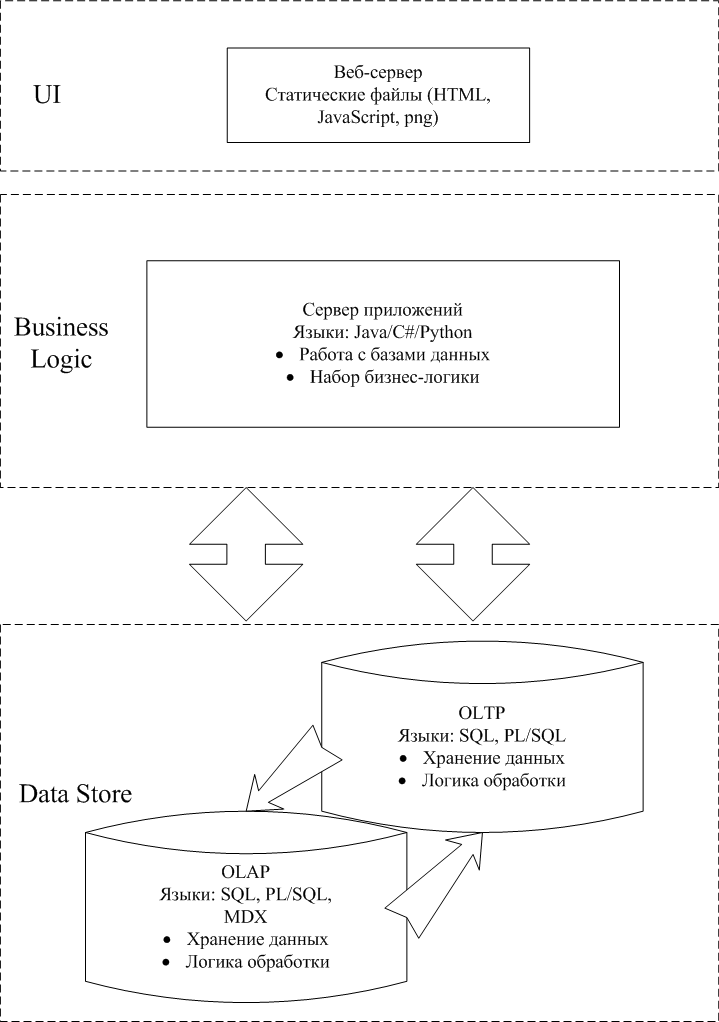 UI
Веб-сервер
Статические файлы (HTML,
JavaScript, png)
Business
Logic
Сервер приложений
Языки: Java/C#/Python
• Работа с базами данных
• Набор бизнес-логики
Data Store
OLTP
Языки: SQL, PL/SQL
• Хранение данных
• Логика обработки
OLAP
Языки: SQL, PL/SQL,
MDX
• Хранение данных
• Логика обработки